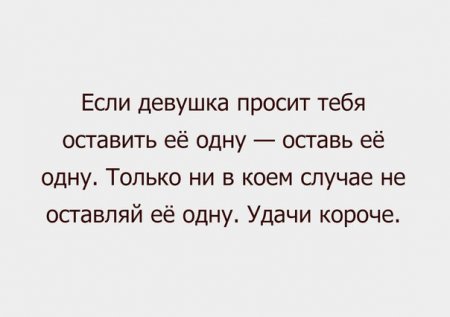 Если девушка просит тебя
оставить её одну — оставь её
одну. Только ни в коем случае не
оставляй её одну. Удачи короче.